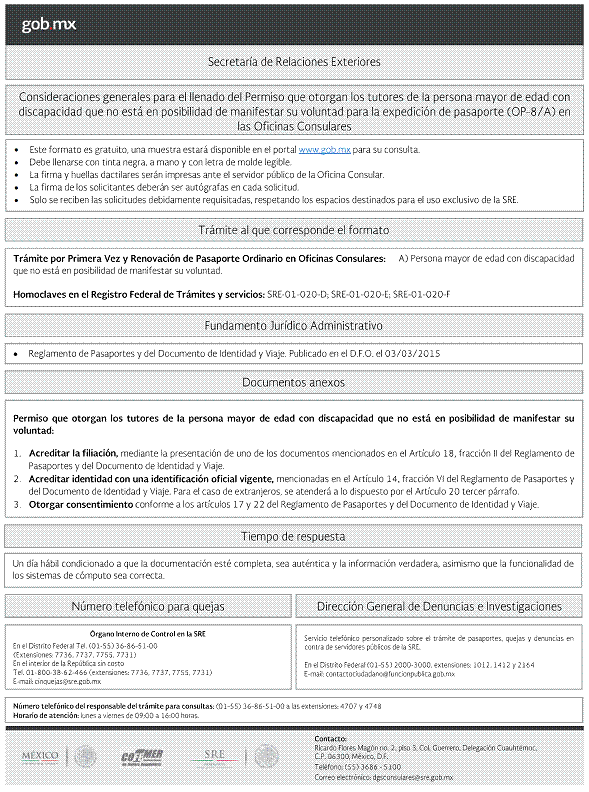 gob.mx
Secretaría de Relaciones Exteriores
Consideraciones generales para el llenado del Permiso que otorgan los tutores de la persona mayor de edad con
discapacidad que no está en posibilidad de manifestar su voluntad para la expedición de pasaporte (OP-8/A) en
las Oficinas Consulares
• Este formato es gratuito, una muestra estará disponible en el portal www.gob.mx para su consulta.
• Debe llenarse con tinta negra, a mano y con letra de molde legible.
• La firma y huellas dactilares serán impresas ante el servidor público de la Oficina Consular.
• La firma de los solicitantes deberán ser autógrafas en cada solicitud.
• Solo se reciben las solicitudes debidamente requisitadas, respetando los espacios destinados para el uso exclusivo de la SRE.
Trámite al que corresponde el formato
Trámite por Primera Vez y Renovación de Pasaporte Ordinario en Oficinas Consulares: A) Persona mayor de edad con discapacidad
que no está en posibilidad de manifestar su voluntad.
Homoclaves en el Registro Federal de Trámites y servicios: SRE-01-020-D; SRE-01-020-E; SRE-01-020-F
Fundamento Jurídico Administrativo
• Reglamento de Pasaportes y del Documento de Identidad y Viaje. Publicado en el D.F.O. el 03/03/2015
Documentos anexos
Permiso que otorgan los tutores de la persona mayor de edad con discapacidad que no está en posibilidad de manifestar su
voluntad:
1. Acreditar la filiación, mediante la presentación de uno de los documentos mencionados en el Artículo 18, fracción II del Reglamento de
Pasaportes y del Documento de Identidad y Viaje.
2. Acreditar identidad con una identificación oficial vigente, mencionadas en el Artículo 14, fracción VI del Reglamento de Pasaportes y
del Documento de Identidad y Viaje. Para el caso de extranjeros, se atenderá a lo dispuesto por el Artículo 20 tercer párrafo.
3. Otorgar consentimiento conforme a los artículos 17 y 22 del Reglamento de Pasaportes y del Documento de Identidad y Viaje.
Tiempo de respuesta
Un día hábil condicionado a que la documentación esté completa, sea auténtica y la información verdadera, asimismo que la funcionalidad de
los sistemas de cómputo sea correcta.
Número telefónico para quejas
Órgano Interno de Control en la SRE
En el Distrito Federal Tel. (01-55) 36-86-51-00
(Extensiones: 7736, 7737, 7755, 7731)
En el interior de la República sin costo
Tel. 01-800-38-62-466 (extensiones: 7736, 7737, 7755, 7731)
E-mail: cinquejas@sre.gob.mx
Dirección General de Denuncias e Investigaciones
Servicio telefónico personalizado sobre el trámite de pasaportes, quejas y denuncias en
contra de servidores públicos de la SRE.
En el Distrito Federal (01-55) 2000-3000, extensiones: 1012, 1412 y 2164
E-mail: contactociudadano@funcionpublica.gob.mx
Número telefónico del responsable del trámite para consultas: (01-55) 36-86-51-00 a las extensiones: 4707 y 4748
Horario de atención: lunes a viernes de 09:00 a 16:00 horas.
MÉXICO
SRE
Contacto:
Ricardo Flores Magón no. 2, piso 3, Col. Guerrero, Delegación Cuauhtémoc,
C.P. 06300, México, D.F.
Teléfono: (55) 3686 - 5100
Correo electrónico: dgsconsulares@sre.gob.mx